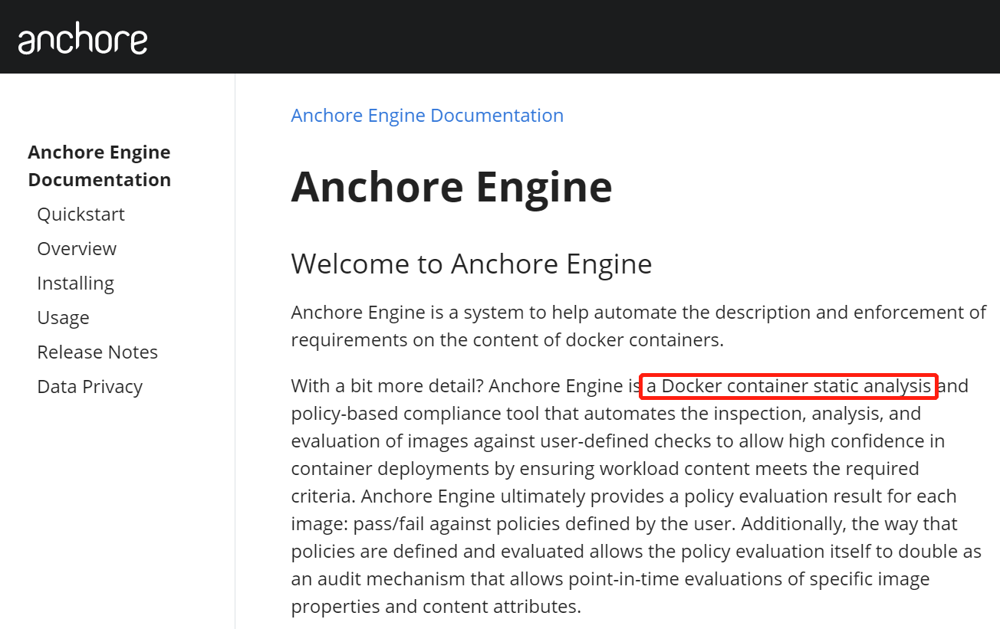 anchore
Anchore Engine
Documentation
Quickstart
Overview
Installing
Usage
Release Notes
Data Privacy
Anchore Engine Documentation
Anchore Engine
Welcome to Anchore Engine
Anchore Engine is a system to help automate the description and enforcement of
requirements on the content of docker containers.
With a bit more detail? Anchore Engine is a Docker container static analysis and
policy-based compliance tool that automates the inspection, analysis, and
evaluation of images against user-defined checks to allow high confidence in
container deployments by ensuring workload content meets the required
criteria. Anchore Engine ultimately provides a policy evaluation result for each
image: pass/fail against policies defined by the user. Additionally, the way that
policies are defined and evaluated allows the policy evaluation itself to double as
an audit mechanism that allows point-in-time evaluations of specific image
properties and content attributes.